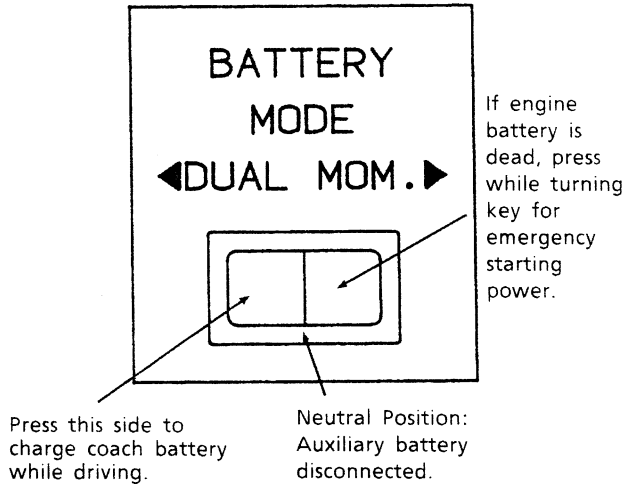 BATTERY
MODE
◀DUAL MOM.▶
If engine
battery is
dead, press
while turning
key for
emergency
starting
power.
Press this side to
charge coach battery
while driving.
Neutral Position:
Auxiliary battery
disconnected.